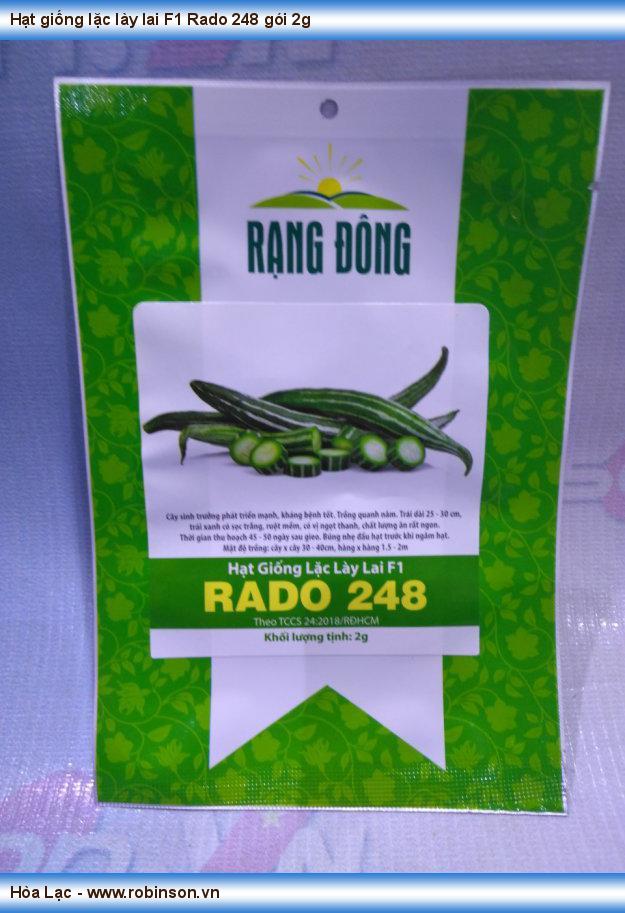 Hạt giống lặc lày lai F1 Rado 248 gói 2g
RẠNG ĐÔNG
Cây sinh trưởng phát triển mạnh, kháng bệnh tốt. Trồng quanh năm. Trái dài 25 - 30 cm,
trái xanh có sọc trắng, ruột mềm, có vị ngọt thanh, chất lượng ăn rất ngon.
Thời gian thu hoạch 45 - 50 ngày sau gieo. Búng nhẹ đầu hạt trước khi ngâm hạt.
Mật độ trồng: cây x cây 30 - 40cm, hàng x hàng 1.5 - 2m
Hạt Giống Lặc Lày Lai F1
RADO 248
Theo TCCS 24:2018/RĐHCM
Khối lượng tịnh: 2g
Hòa Lạc - www.robinson.vn